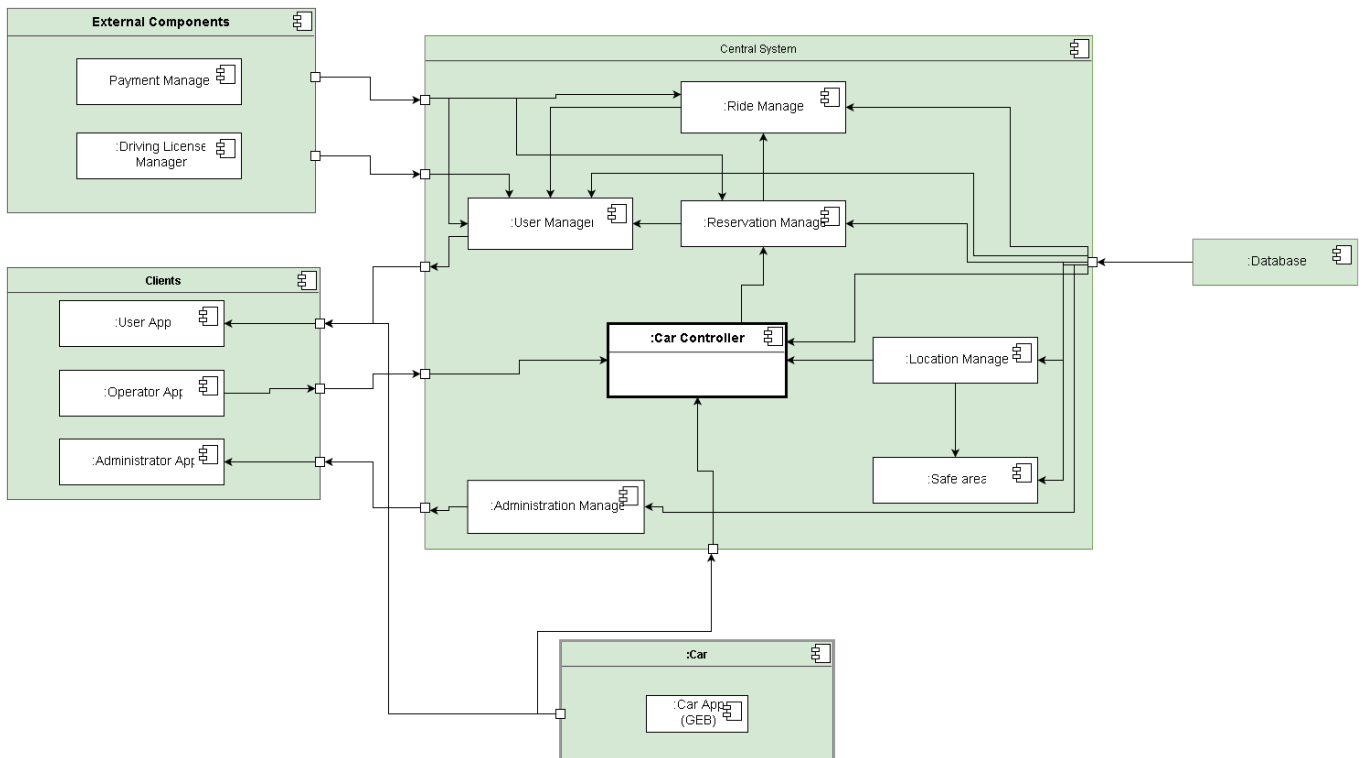 External Components
Payment Manage
:Driving License
Manager
Central System
:Ride Manage
:User Manager
:Reservation Manage
:Database
Clients
:User App
:Operator App
:Administrator App
:Car Controller
:Location Manage
:Safe area
:Administration Manage
:Car
:Car App
(GEB)